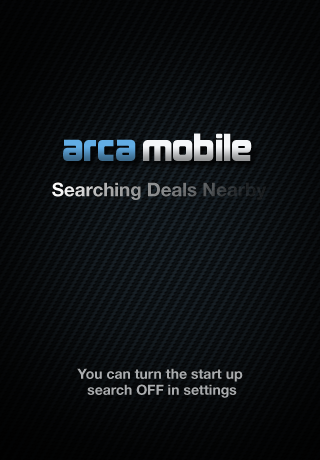 arca mobile
Searching Deals Nearby
You can turn the start up
search OFF in settings